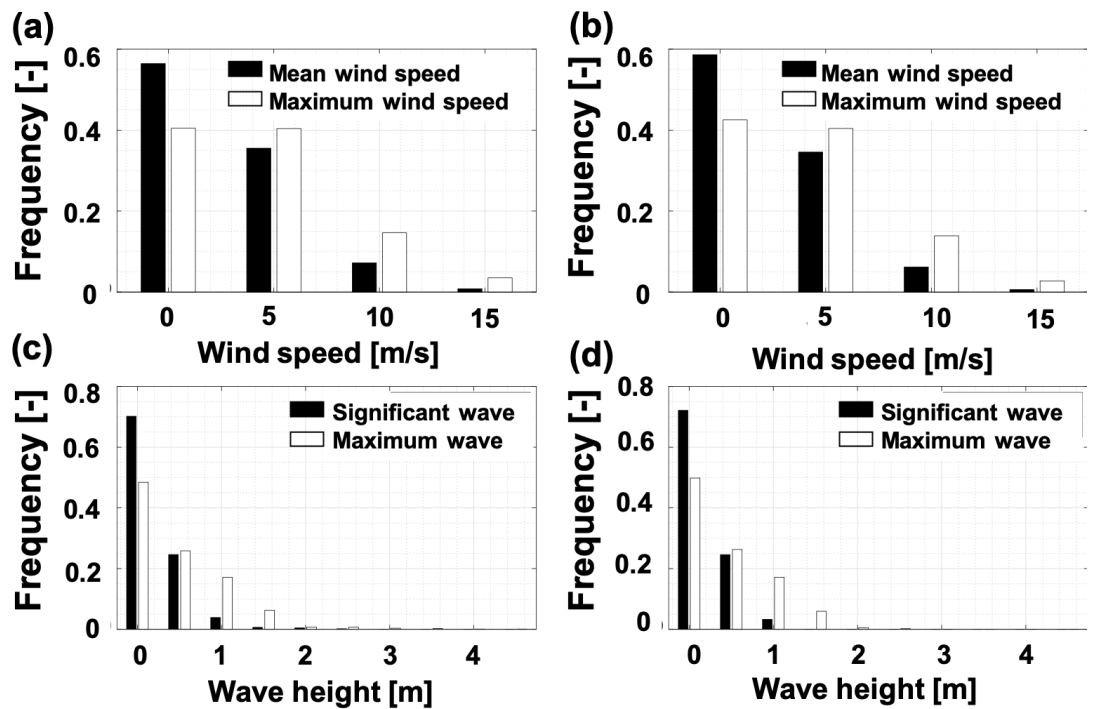 (a)
Frequency [-]
0.6
0.4
0.2
0
Mean wind speed
Maximum wind speed
0 5 10 15
Wind speed [m/s]
(b)
Frequency [-]
0.6
0.4
0.2
0
Mean wind speed
Maximum wind speed
0 5 10 15
Wind speed [m/s]
(c)
Frequency [-]
0.8
0.6
0.4
0.2
0
Significant wave
Maximum wave
0 1 2 3 4
Wave height [m]
(d)
Frequency [-]
0.8
0.6
0.4
0.2
0
Significant wave
Maximum wave
0 1 2 3 4
Wave height [m]